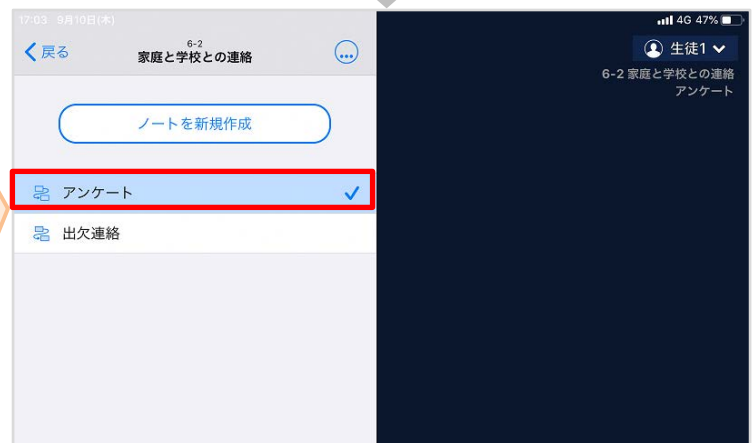 17:03 9月10日(木)
4G 47%
戻る
6-2
家庭と学校との連絡
生徒1
6-2 家庭と学校との連絡
アンケート
ノートを新規作成
アンケート
出欠連絡